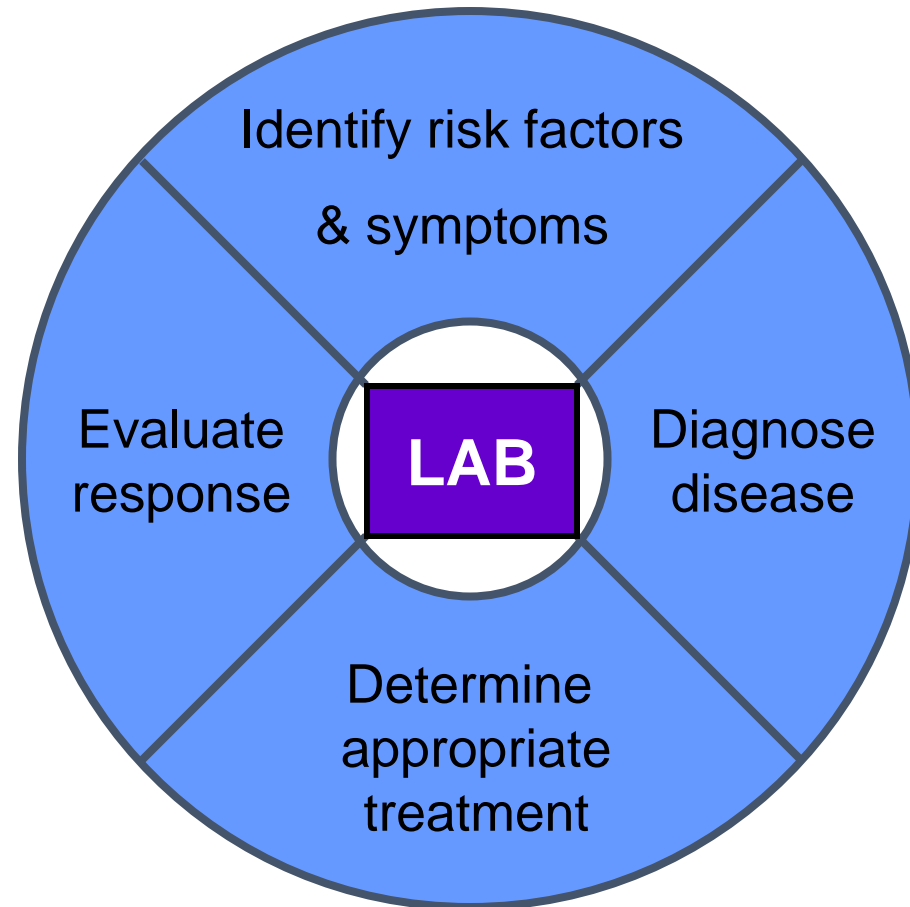 Identify risk factors
& symptoms
Evaluate
response
LAB
Diagnose
disease
Determine
appropriate
treatment